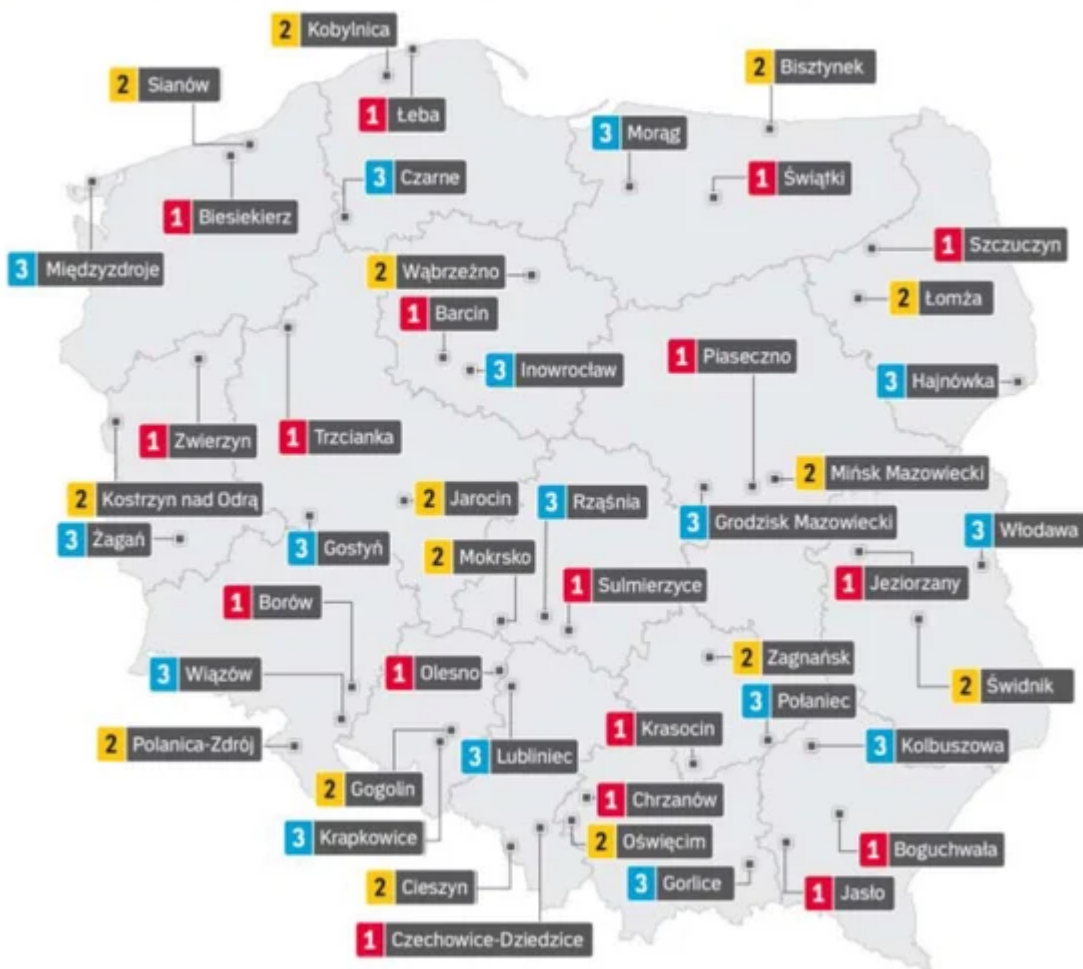 2 Kobylnica
2 Sianów
2 Bisztynek
1 Łeba
3 Morąg
3 Czarne
1 Świątki
1 Biesiekierz
1 Szczuczyn
3 Międzyzdroje
2 Wąbrzeźno
2 Łomża
1 Barcin
1 Piaseczno
3 Inowrocław
3 Hajnówka
1 Zwierzyn
1 Trzcianka
2 Mińsk Mazowiecki
2 Kostrzyn nad Odrą
2 Jarocin
3 Rząśnia
3 Grodzisk Mazowiecki
3 Włodawa
3 Żagań
3 Gostyń
2 Mokrsko
1 Sulmierzyce
1 Jeziorzany
1 Borów
2 Zagnańsk
3 Wiązów
1 Olesno
2 Świdnik
3 Połaniec
1 Krasocin
2 Polanica-Zdrój
3 Lubliniec
3 Kolbuszowa
2 Gogolin
1 Chrzanów
3 Krapkowice
2 Oświęcim
1 Boguchwała
2 Cieszyn
3 Gorlice
1 Jasło
1 Czechowice-Dziedzice